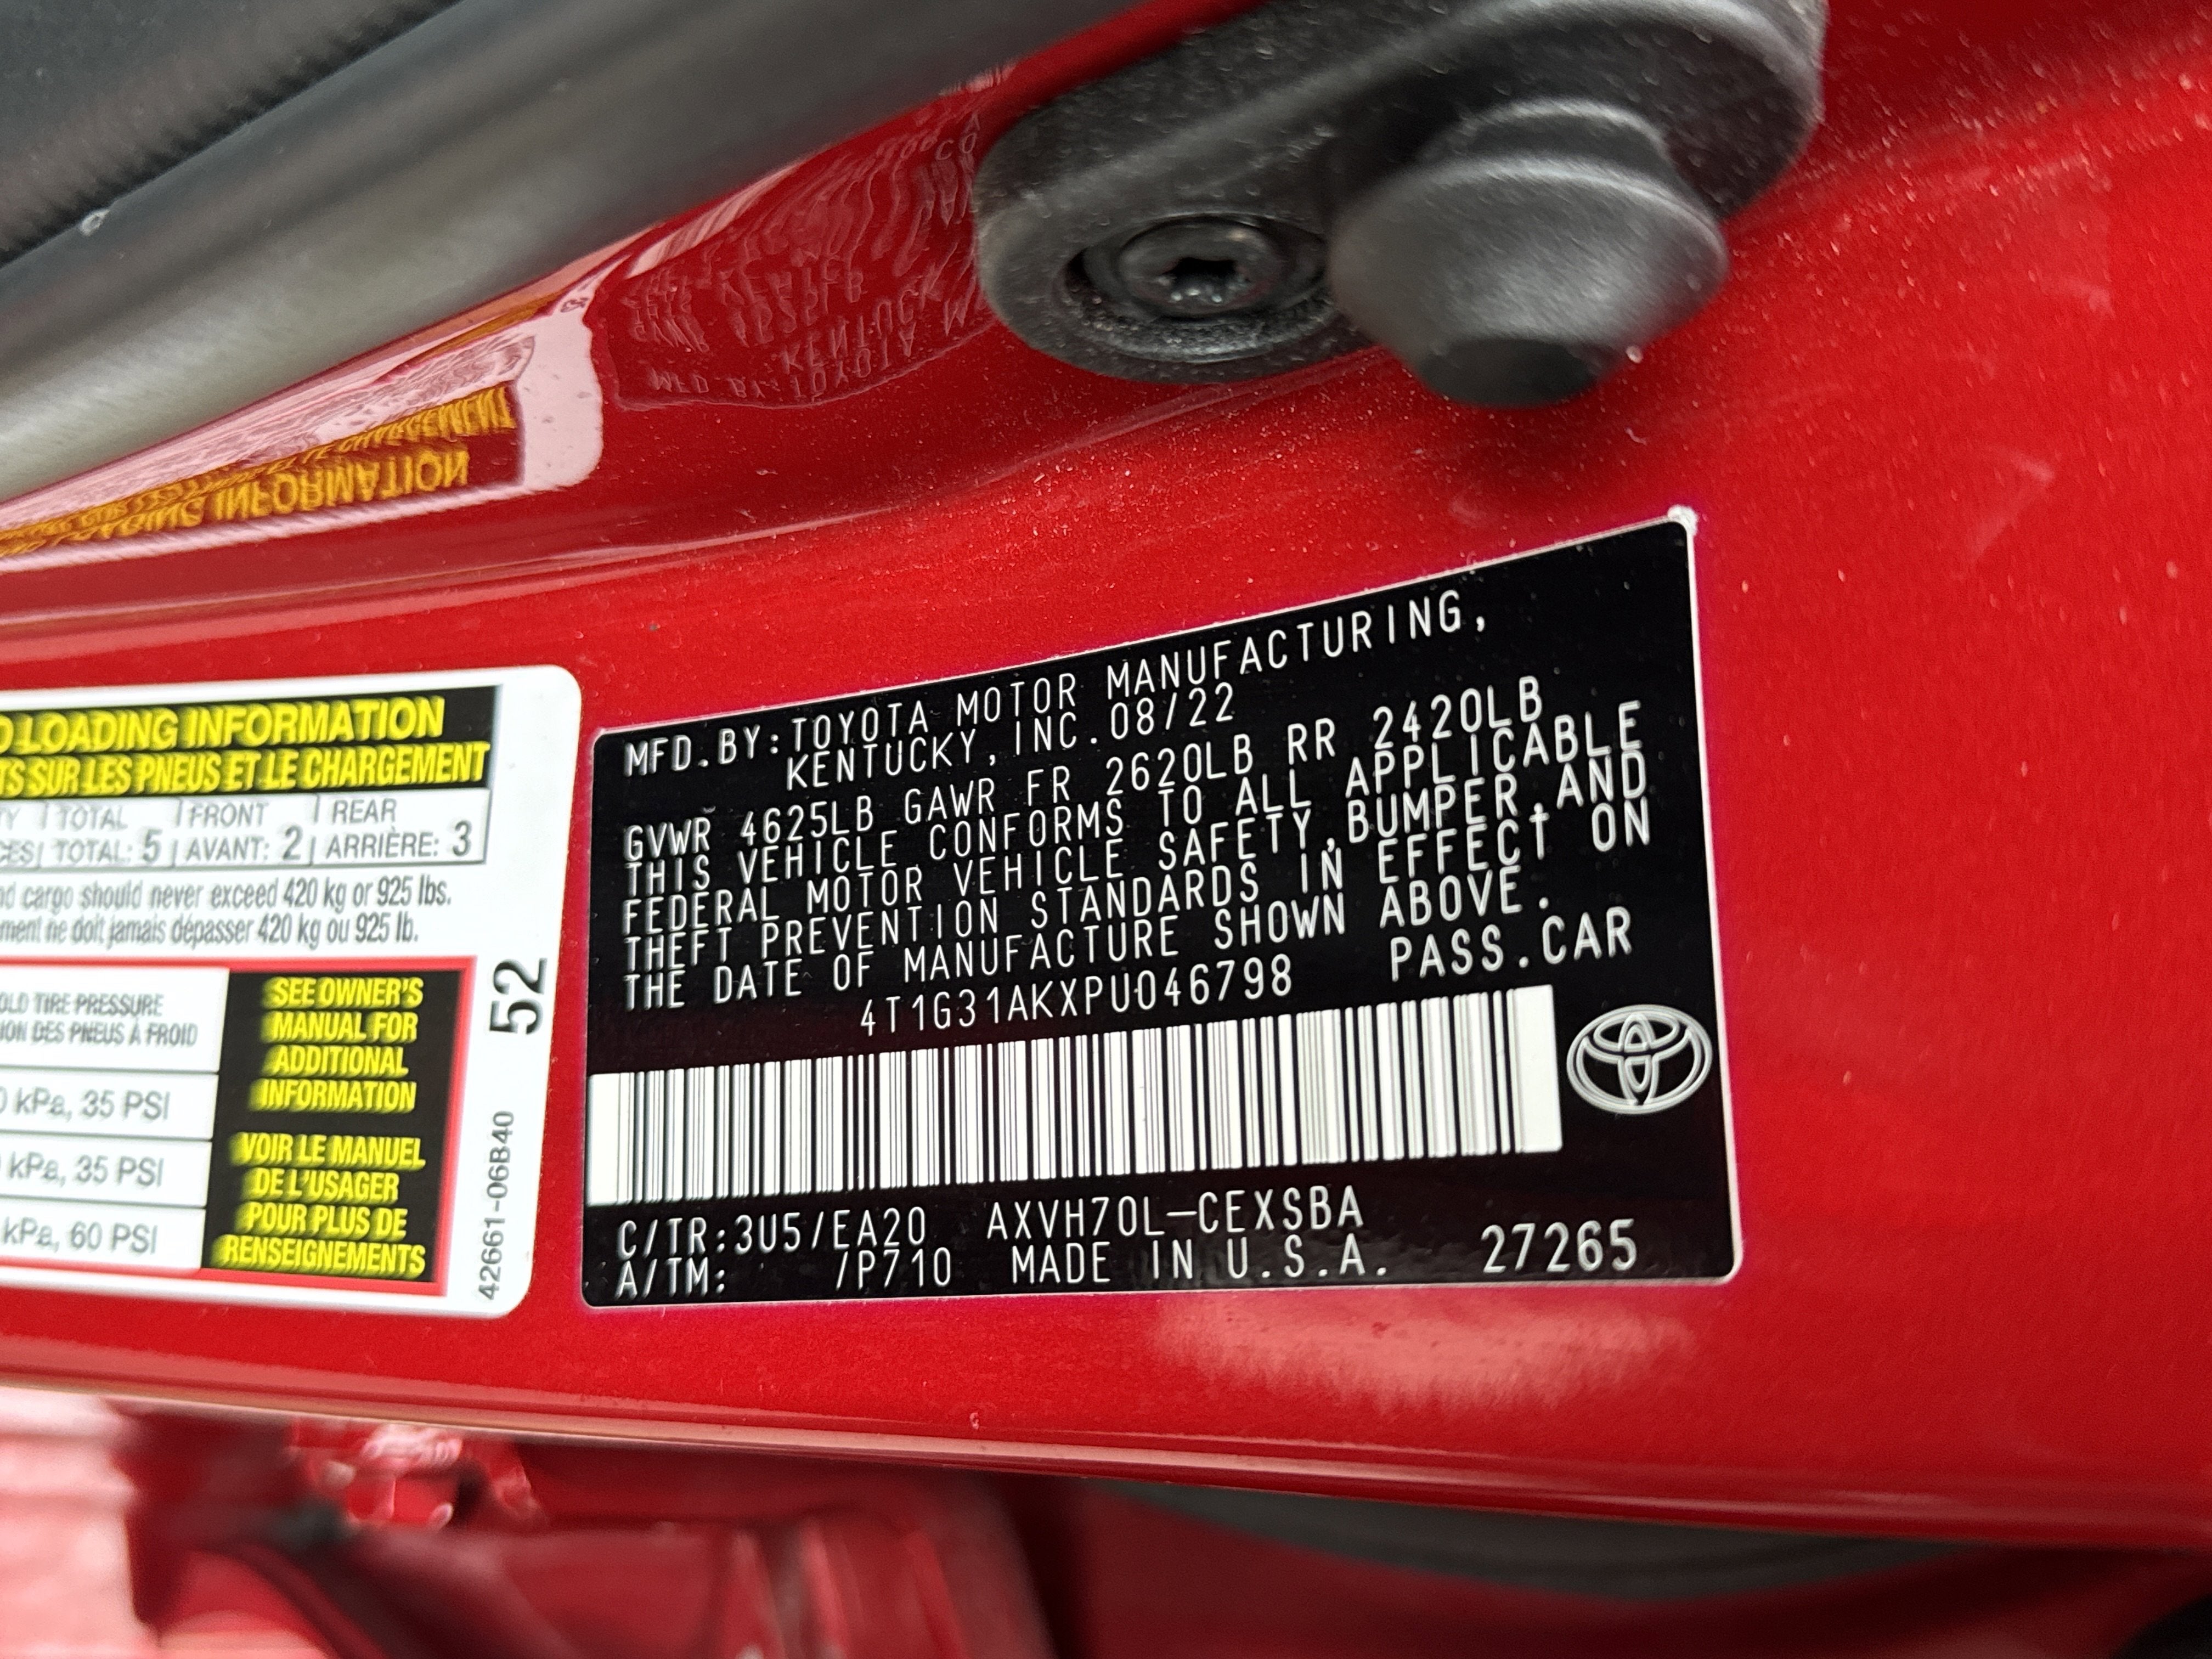 D LOADING INFORMATION
TS SUR LES PNEUS ET LE CHARGEMENT
TOTAL FRONT REAR
TOTAL: 5 AVANT: 2 ARRIÈRE: 3
cargo should never exceed 420 kg or 925 lbs.
ne doit jamais dépasser 420 kg ou 925 lb.
TIRE PRESSURE
DES PNEUS À FROID
kPa, 35 PSI
kPa, 35 PSI
kPa, 60 PSI
SEE OWNER'S
MANUAL FOR
ADDITIONAL
INFORMATION
VOIR LE MANUEL
DE L'USAGER
POUR PLUS DE
RENSEIGNEMENTS
52
42661-06B40
MFD.BY:TOYOTA MOTOR MANUFACTURING,
KENTUCKY, INC.08/22
GVWR 4625LB GAWR FR 2620LB RR 2420LB
THIS VEHICLE CONFORMS TO ALL APPLICABLE
FEDERAL MOTOR VEHICLE SAFETY,BUMPER,AND
THEFT PREVENTION STANDARDS IN EFFECT ON
THE DATE OF MANUFACTURE SHOWN ABOVE.
4T1G31AKXPU046798 PASS.CAR
C/TR:3U5/EA20 AXVH70L-CEXSBA
A/TM: /P710 MADE IN U.S.A. 27265